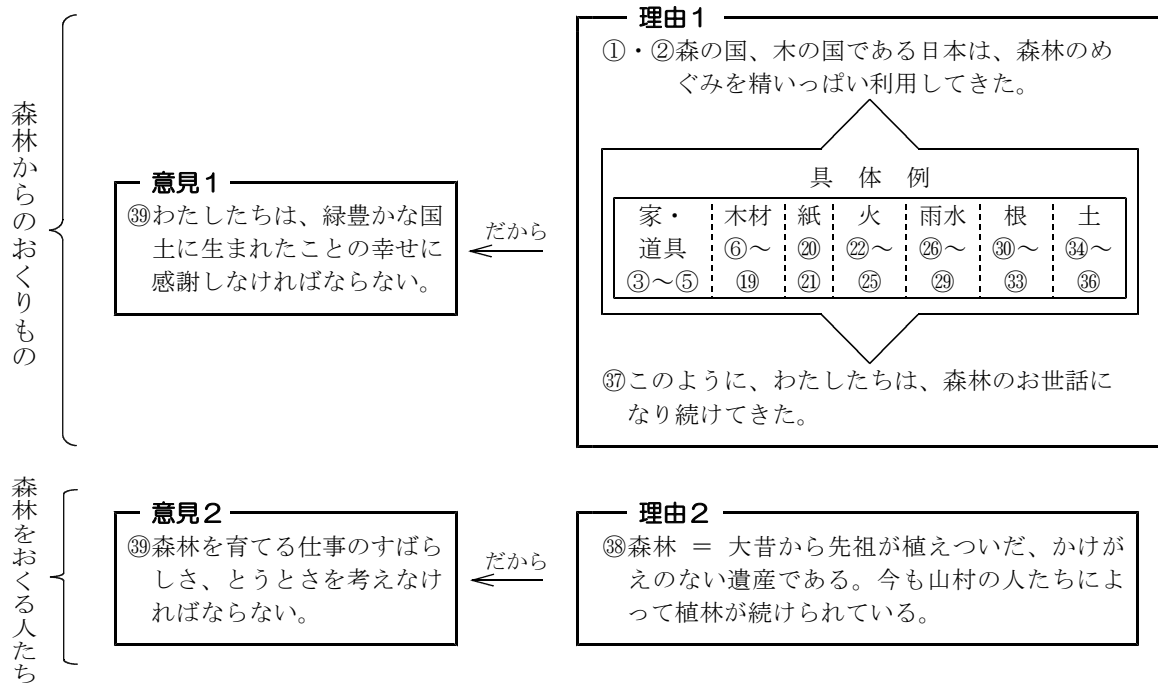 森林からのおくりもの
理由1
①・②森の国、木の国である日本は、森林のめ
ぐみを精いっぱい利用してきた。
具　体　例
家・　木材　紙　火　雨水　根　土
道具　⑥～　⑳　㉒～　㉖～　㉚～　㉞～
③～⑤　⑲　㉑　㉕　㉙　㉝　㊱
㊲このように、わたしたちは、森林のお世話に
なり続けてきた。
だから
意見1
㊴わたしたちは、緑豊かな国
土に生まれたことの幸せに
感謝しなければならない。
森林をおくる人たち
理由2
㊳森林　＝　大昔から先祖が植えついだ、かけが
えのない遺産である。今も山村の人たちによ
って植林が続けられている。
だから
意見2
㊴森林を育てる仕事のすばら
しさ、とうとさを考えなけ
ればならない。